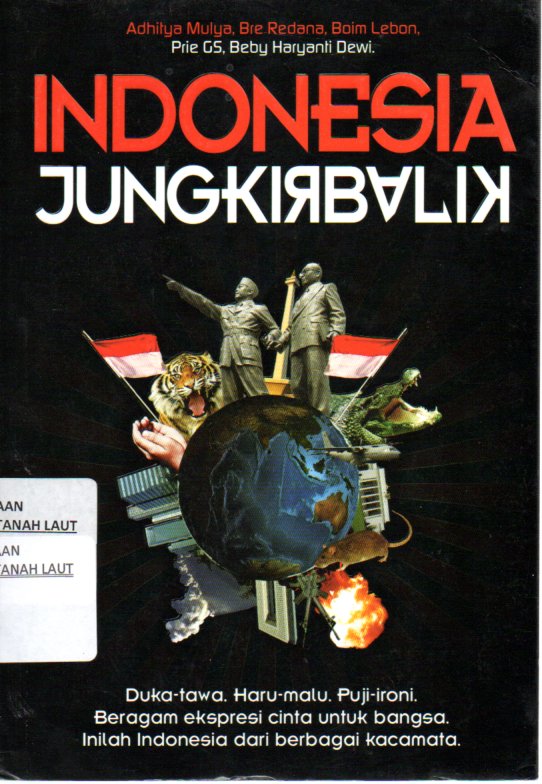 Adhitya Mulya, Bre Redana, Boim Lebon,
Prie GS, Beby Haryanti Dewi.
INDONESIA
JUNGKIRBALIK
AAN
TANAH LAUT
AAN
TANAH LAUT
Duka-tawa. Haru-malu. Puji-ironi.
Beragam ekspresi cinta untuk bangsa.
Inilah Indonesia dari berbagai kacamata.